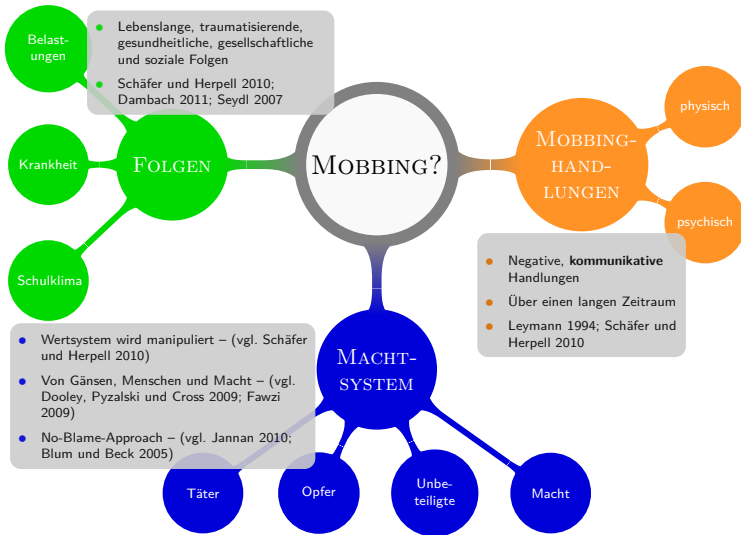 Belast-
ungen
• Lebenslange, traumatisierende,
gesundheitliche, gesellschaftliche
und soziale Folgen
• Schäfer und Herpell 2010;
Dambach 2011; Seydl 2007
Krankheit
Folgen
Schulklima
Mobbing?
Mobbing-
hand-
lungen
physisch
psychisch
• Negative, kommunikative
Handlungen
• Über einen langen Zeitraum
• Leymann 1994; Schäfer und
Herpell 2010
• Wertsystem wird manipuliert – (vgl. Schäfer
und Herpell 2010)
• Von Gänsen, Menschen und Macht – (vgl.
Dooley, Pyzalski und Cross 2009; Fawzi
2009)
• No-Blame-Approach – (vgl. Jannan 2010;
Blum und Beck 2005)
Macht-
system
Täter
Opfer
Unbe-
teiligte
Macht